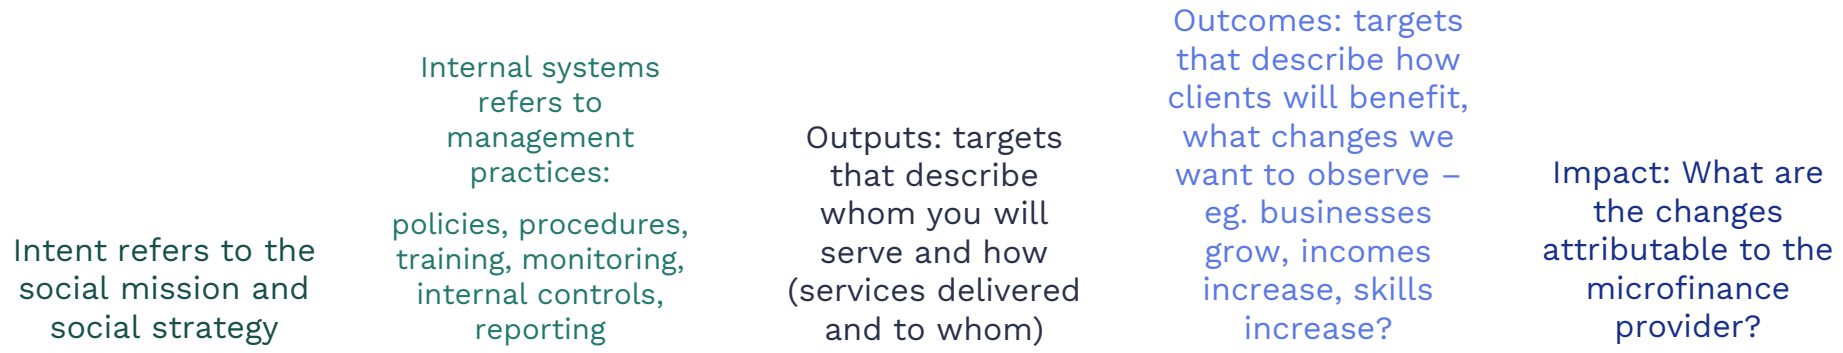 Intent refers to the
social mission and
social strategy
Internal systems
refers to
management
practices:
policies, procedures,
training, monitoring,
internal controls,
reporting
Outputs: targets
that describe
whom you will
serve and how
(services delivered
and to whom)
Outcomes: targets
that describe how
clients will benefit,
what changes we
want to observe –
eg. businesses
grow, incomes
increase, skills
increase?
Impact: What are
the changes
attributable to the
microfinance
provider?